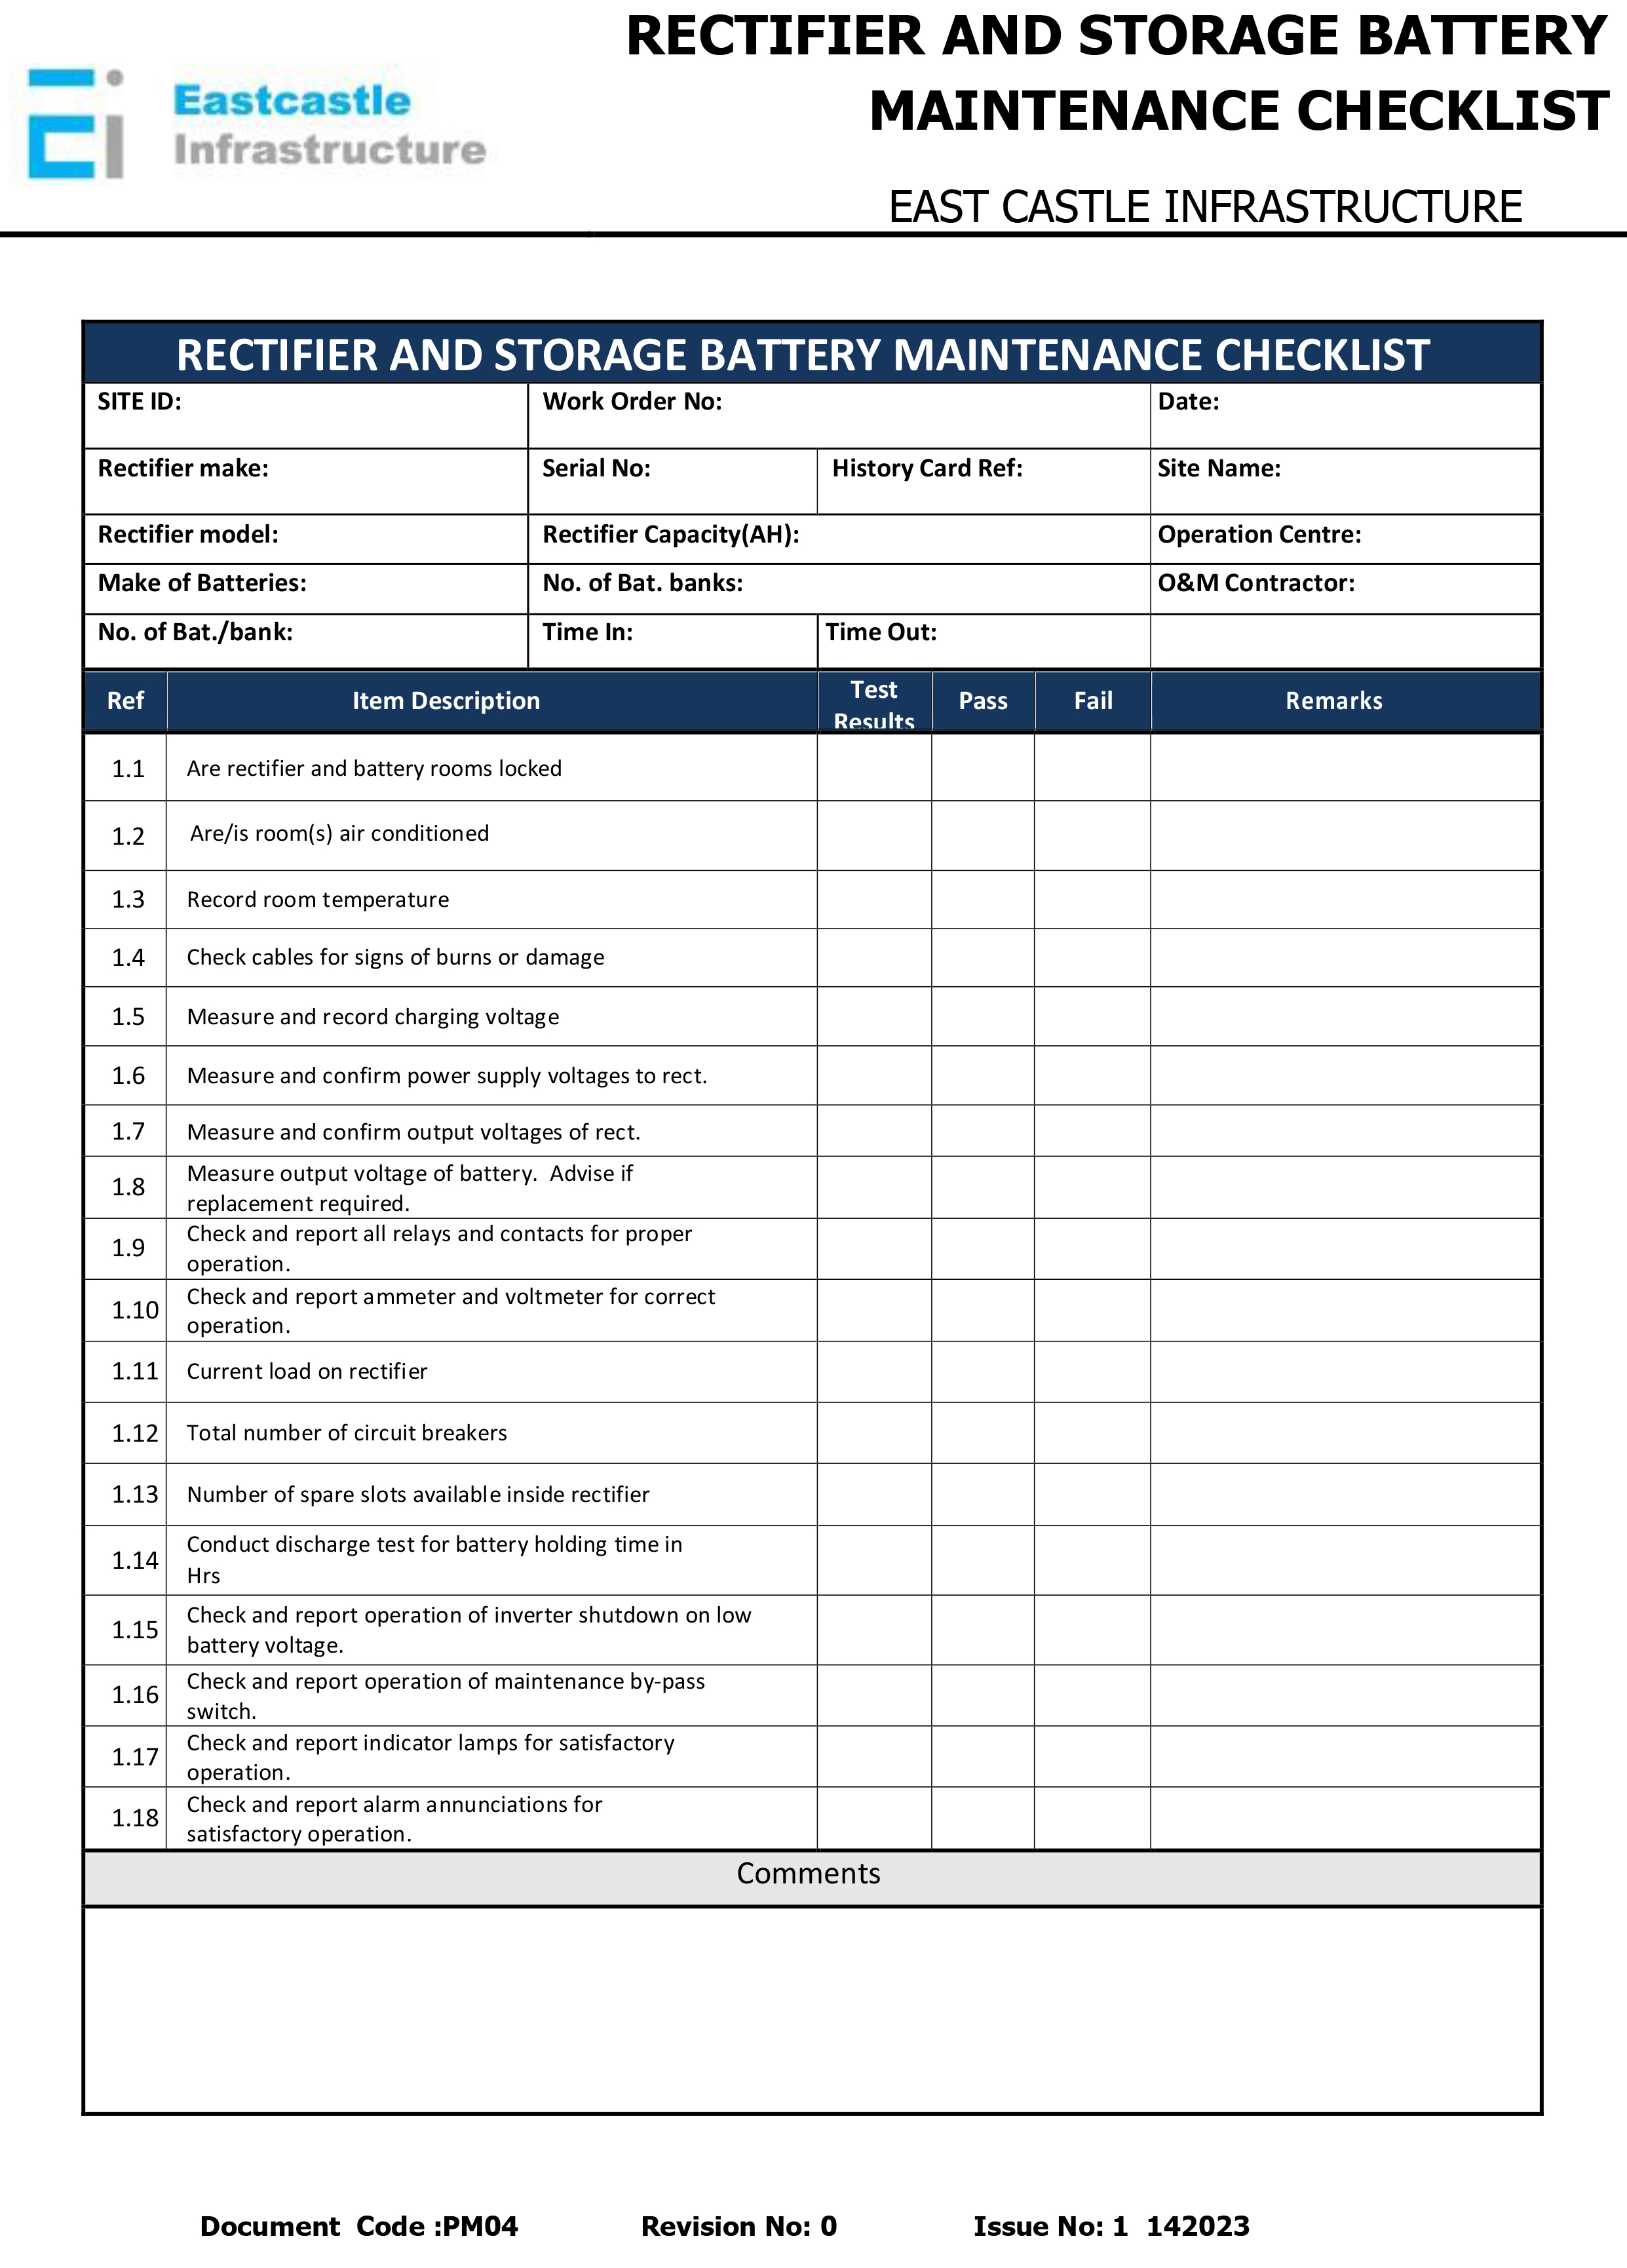 RECTIFIER AND STORAGE BATTERY
MAINTENANCE CHECKLIST
Eastcastle
Infrastructure
EAST CASTLE INFRASTRUCTURE
RECTIFIER AND STORAGE BATTERY MAINTENANCE CHECKLIST
SITE ID: Work Order No: Date:
Rectifier make: Serial No: History Card Ref: Site Name:
Rectifier model: Rectifier Capacity(AH): Operation Centre:
Make of Batteries: No. of Bat. banks: O&M Contractor:
No. of Bat./bank: Time In: Time Out:
Ref Item Description Test Results Pass Fail Remarks
1.1 Are rectifier and battery rooms locked
1.2 Are/is room(s) air conditioned
1.3 Record room temperature
1.4 Check cables for signs of burns or damage
1.5 Measure and record charging voltage
1.6 Measure and confirm power supply voltages to rect.
1.7 Measure and confirm output voltages of rect.
1.8 Measure output voltage of battery. Advise if
replacement required.
1.9 Check and report all relays and contacts for proper
operation.
1.10 Check and report ammeter and voltmeter for correct
operation.
1.11 Current load on rectifier
1.12 Total number of circuit breakers
1.13 Number of spare slots available inside rectifier
1.14 Conduct discharge test for battery holding time in
Hrs
1.15 Check and report operation of inverter shutdown on low
battery voltage.
1.16 Check and report operation of maintenance by-pass
switch.
1.17 Check and report indicator lamps for satisfactory
operation.
1.18 Check and report alarm annunciations for
satisfactory operation.
Comments
Document Code :PM04 Revision No: 0 Issue No: 1 142023